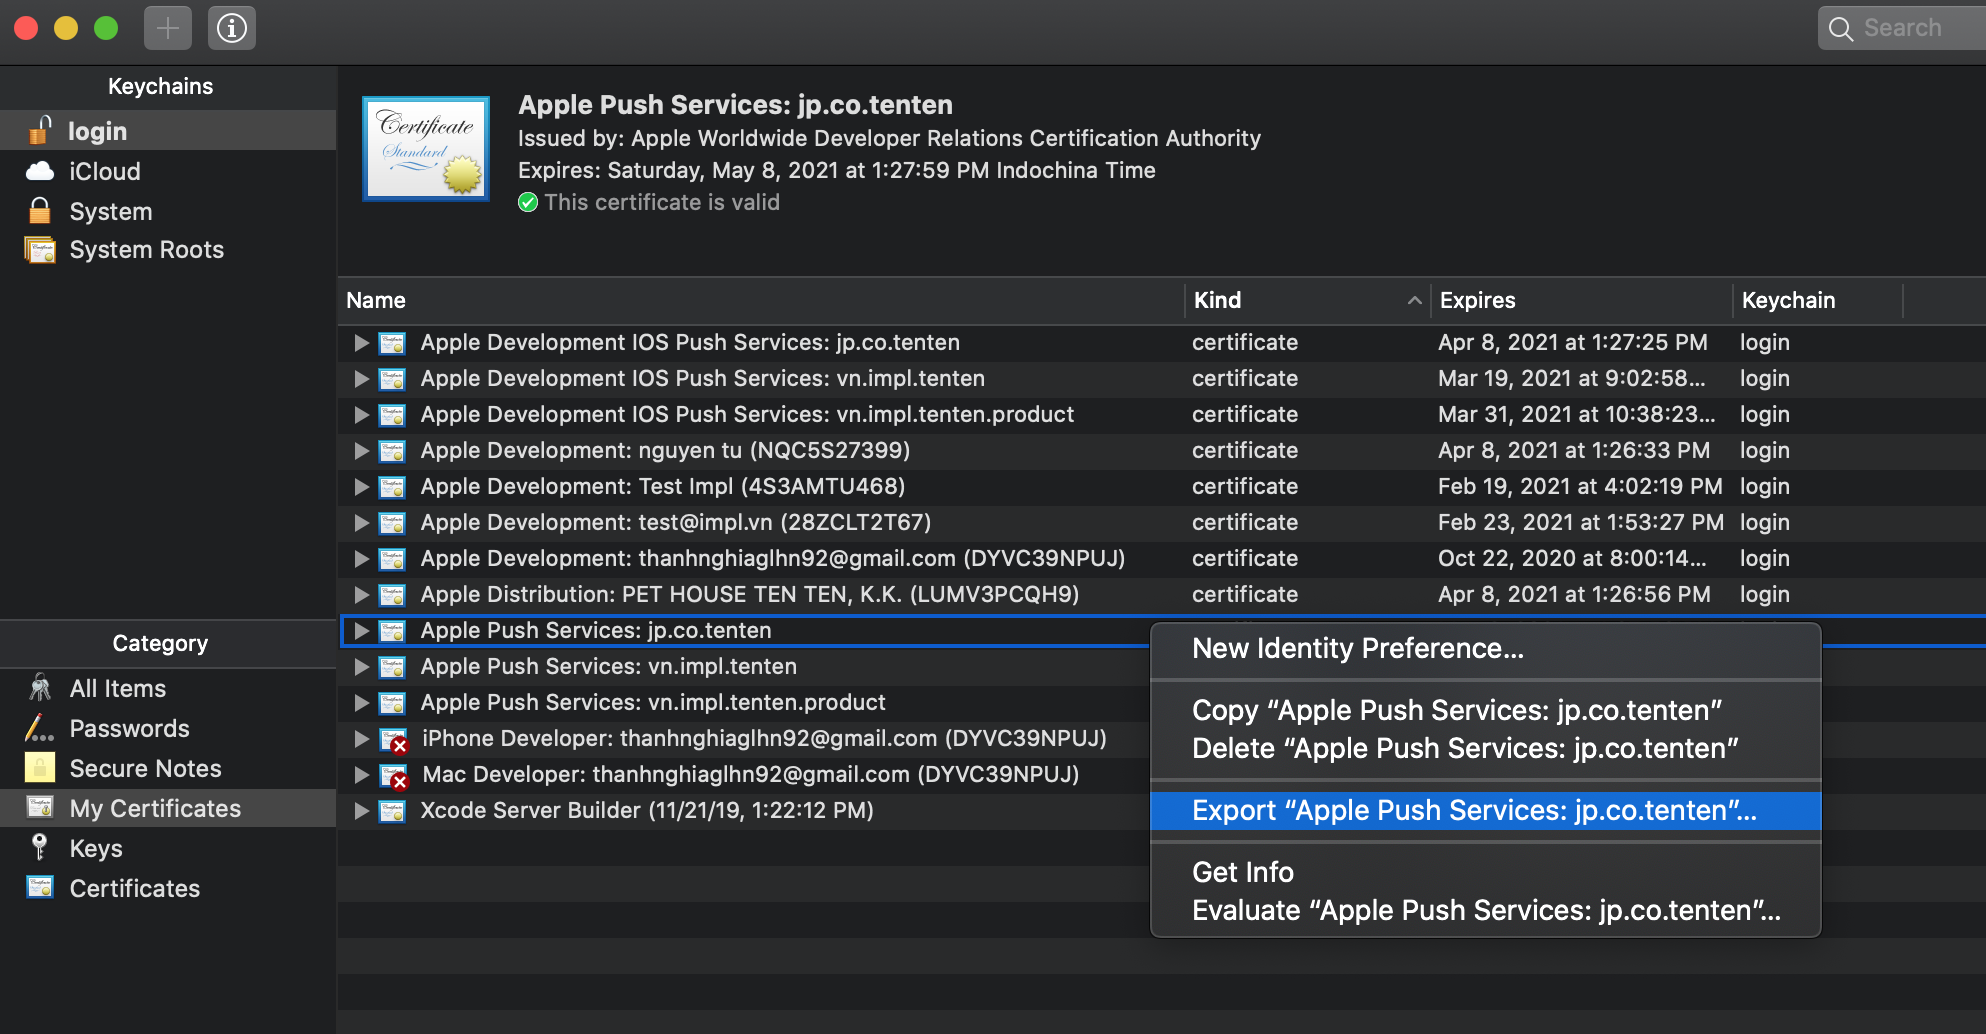 Search
Keychains
login
iCloud
System
System Roots
Certificate
Standard
Apple Push Services: jp.co.tenten
Issued by: Apple Worldwide Developer Relations Certification Authority
Expires: Saturday, May 8, 2021 at 1:27:59 PM Indochina Time
This certificate is valid
Name Kind Expires Keychain
Apple Development IOS Push Services: jp.co.tenten certificate Apr 8, 2021 at 1:27:25 PM login
Apple Development IOS Push Services: vn.impl.tenten certificate Mar 19, 2021 at 9:02:58... login
Apple Development IOS Push Services: vn.impl.tenten.product certificate Mar 31, 2021 at 10:38:23... login
Apple Development: nguyen tu (NQC5S27399) certificate Apr 8, 2021 at 1:26:33 PM login
Apple Development: Test Impl (4S3AMTU468) certificate Feb 19, 2021 at 4:02:19 PM login
Apple Development: test@impl.vn (28ZCLT2T67) certificate Feb 23, 2021 at 1:53:27 PM login
Apple Development: thanhnghiaglhn92@gmail.com (DYVC39NPUJ) certificate Oct 22, 2020 at 8:00:14... login
Apple Distribution: PET HOUSE TEN TEN, K.K. (LUMV3PCQH9) certificate Apr 8, 2021 at 1:26:56 PM login
Apple Push Services: jp.co.tenten
Apple Push Services: vn.impl.tenten
Apple Push Services: vn.impl.tenten.product
iPhone Developer: thanhnghiaglhn92@gmail.com (DYVC39NPUJ)
Mac Developer: thanhnghiaglhn92@gmail.com (DYVC39NPUJ)
Xcode Server Builder (11/21/19, 1:22:12 PM)
New Identity Preference...
Copy “Apple Push Services: jp.co.tenten”
Delete “Apple Push Services: jp.co.tenten”
Export “Apple Push Services: jp.co.tenten”...
Get Info
Evaluate “Apple Push Services: jp.co.tenten”...
Category
All Items
Passwords
Secure Notes
My Certificates
Keys
Certificates